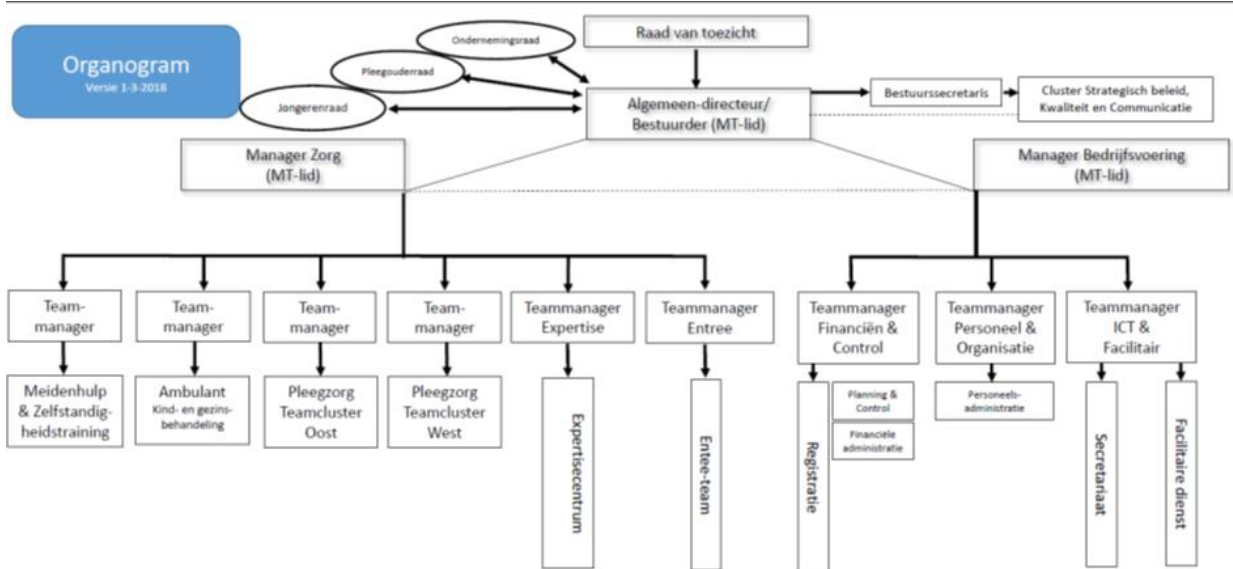 Organogram
Versie 1-3-2018
Ondernemingsraad
Pleegouderraad
Jongerenraad
Raad van toezicht
Algemeen-directeur/
Bestuurder (MT-lid)
Bestuurssecretaris
Cluster Strategisch beleid,
Kwaliteit en Communicatie
Manager Zorg
(MT-lid)
Manager Bedrijfsvoering
(MT-lid)
Team-
manager
Team-
manager
Team-
manager
Team-
manager
Teammanager
Expertise
Teammanager
Entree
Teammanager
Financiën &
Control
Teammanager
Personeel &
Organisatie
Teammanager
ICT &
Facilitair
Meidenhulp
& Zelfstandig-
heidstraining
Ambulant
Kind- en gezins-
behandeling
Pleegzorg
Teamcluster
Oost
Pleegzorg
Teamcluster
West
Expertisecentrum
Entee-team
Registratie
Planning &
Control
Financiële
administratie
Personeels-
administratie
Secretariaat
Facilitaire dienst